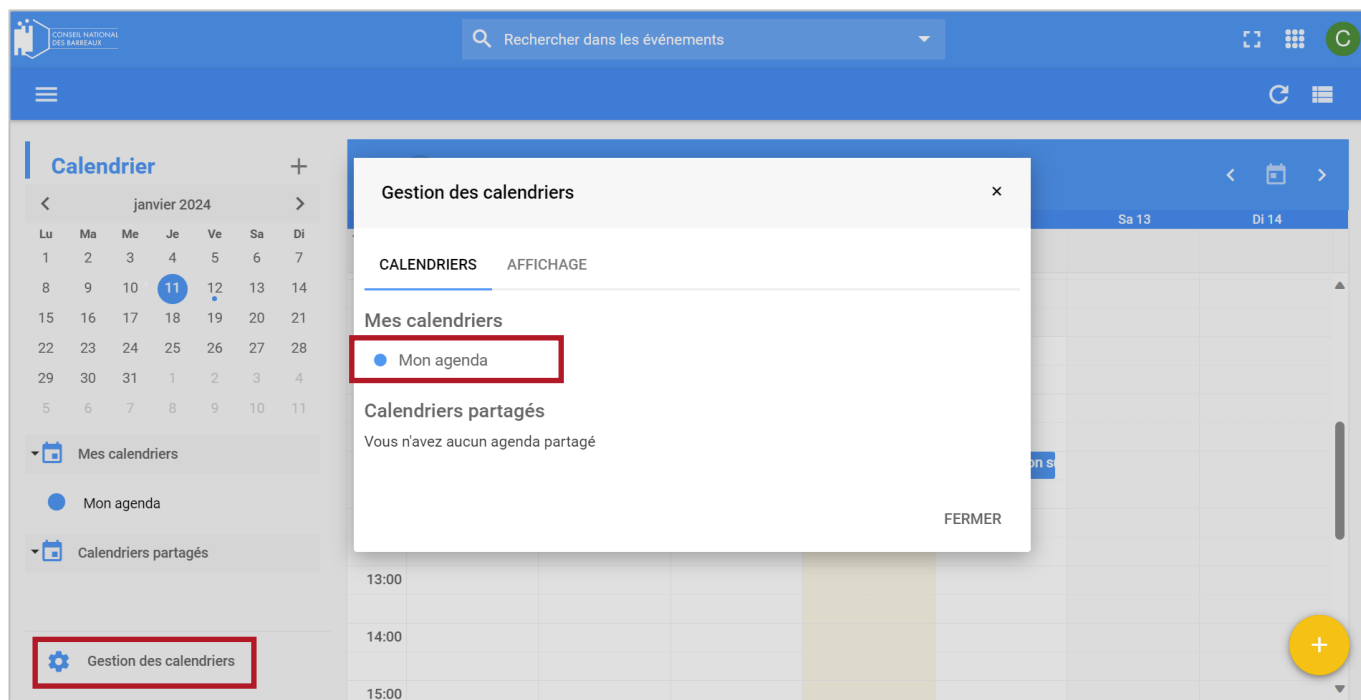 CONSEIL NATIONAL
DES BARREAUX
Rechercher dans les événements
C
Calendrier
janvier 2024
Lu Ma Me Je Ve Sa Di
1 2 3 4 5 6 7
8 9 10 11 12 13 14
15 16 17 18 19 20 21
22 23 24 25 26 27 28
29 30 31 1 2 3 4
5 6 7 8 9 10 11
Mes calendriers
Mon agenda
Calendriers partagés
Gestion des calendriers
Gestion des calendriers
×
CALENDRIERS AFFICHAGE
Mes calendriers
Mon agenda
Calendriers partagés
Vous n'avez aucun agenda partagé
FERMER
Sa 13 Di 14
13:00
14:00
15:00